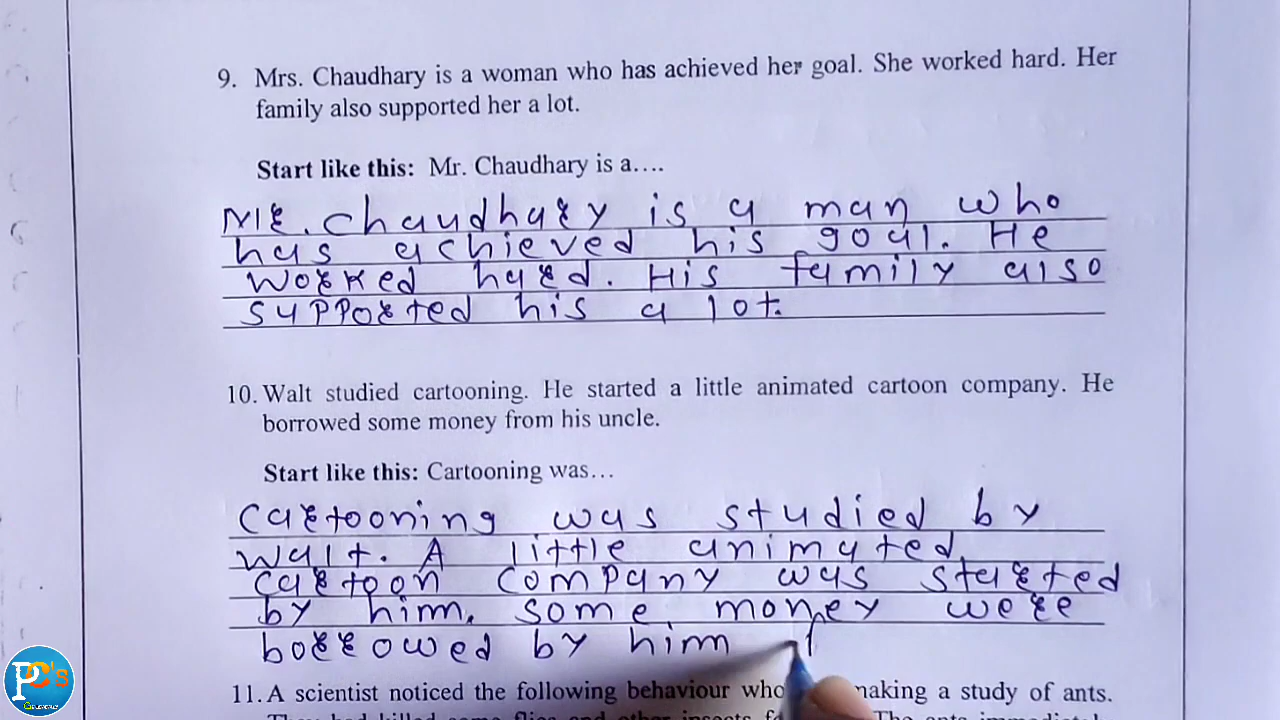 9. Mrs. Chaudhary is a woman who has achieved her goal. She worked hard. Her
family also supported her a lot.
Start like this: Mr. Chaudhary is a....
Mr. Chaudhary is a man who
has achieved his goal. He
worked hard. His family also
supported his a lot.
10. Walt studied cartooning. He started a little animated cartoon company. He
borrowed some money from his uncle.
Start like this: Cartooning was…
Cartooning was studied by
Walt. A little animated
cartoon company was started
by him. some money were
borrowed by him
11. A scientist noticed the following behaviour making a study of ants.
PC's